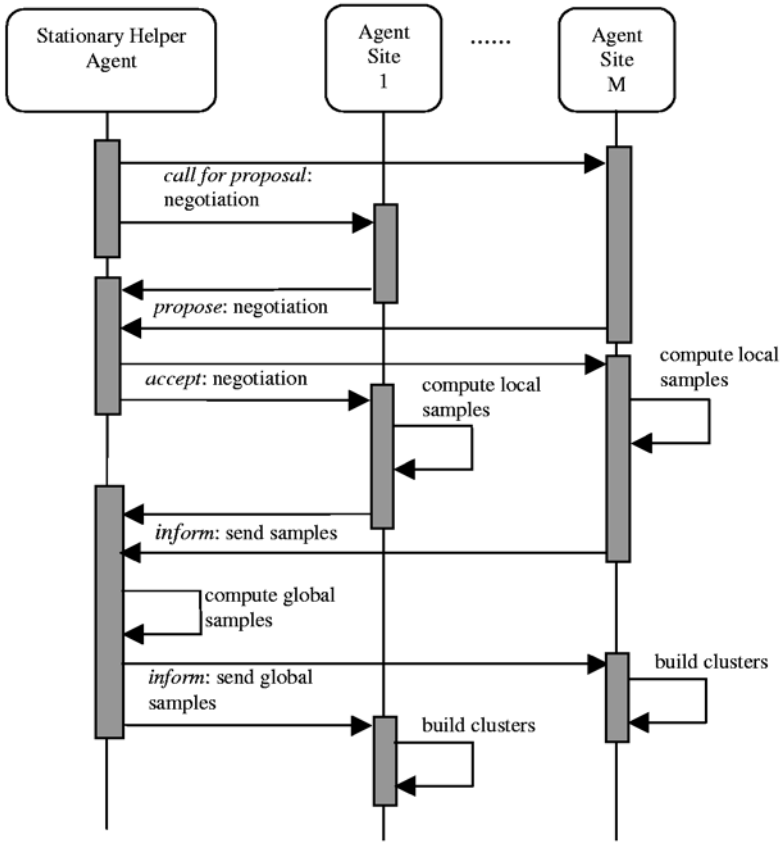 Stationary Helper
Agent
Agent
Site
1
......
Agent
Site
M
call for proposal:
negotiation
propose: negotiation
accept: negotiation
compute local
samples
compute local
samples
inform: send samples
compute global
samples
inform: send global
samples
build clusters
build clusters